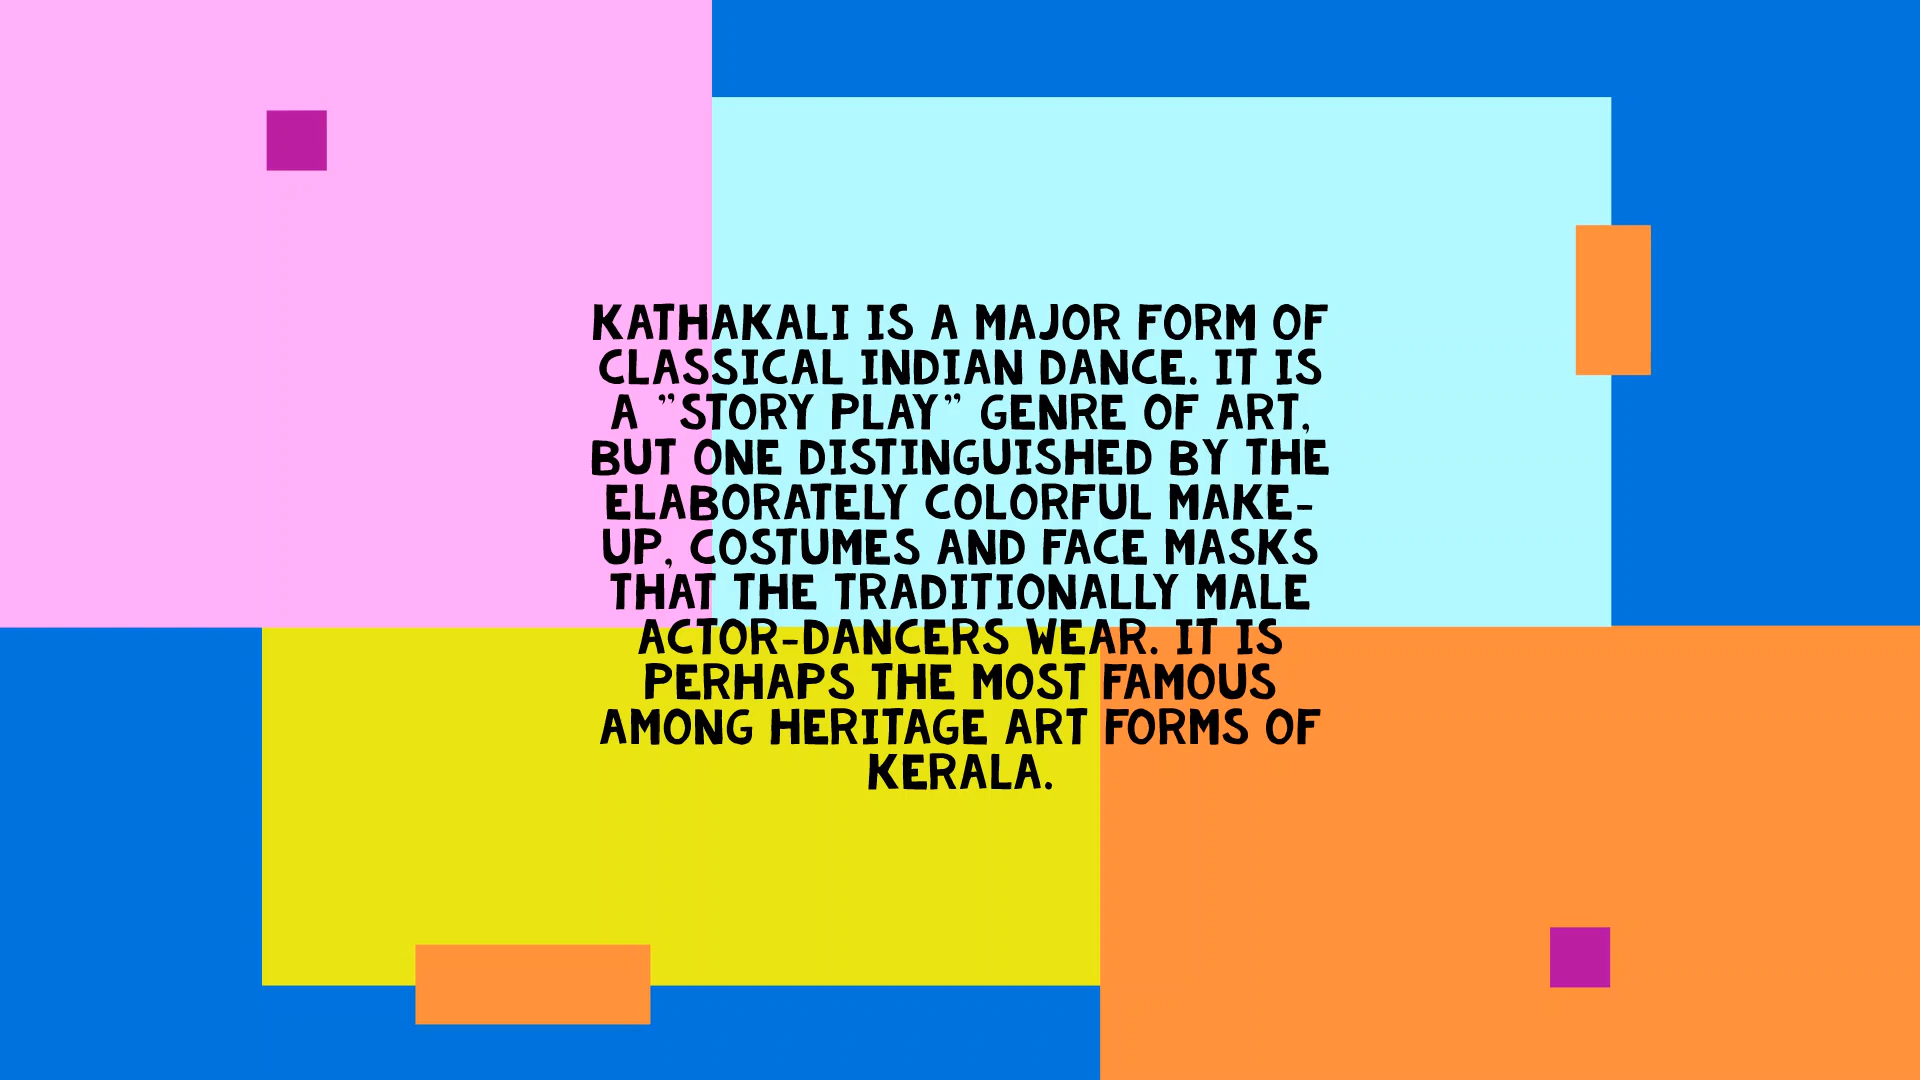 KATHAKALI IS A MAJOR FORM OF
CLASSICAL INDIAN DANCE. IT IS
A "STORY PLAY" GENRE OF ART,
BUT ONE DISTINGUISHED BY THE
ELABORATELY COLORFUL MAKE-
UP, COSTUMES AND FACE MASKS
THAT THE TRADITIONALLY MALE
ACTOR-DANCERS WEAR. IT IS
PERHAPS THE MOST FAMOUS
AMONG HERITAGE ART FORMS OF
KERALA.